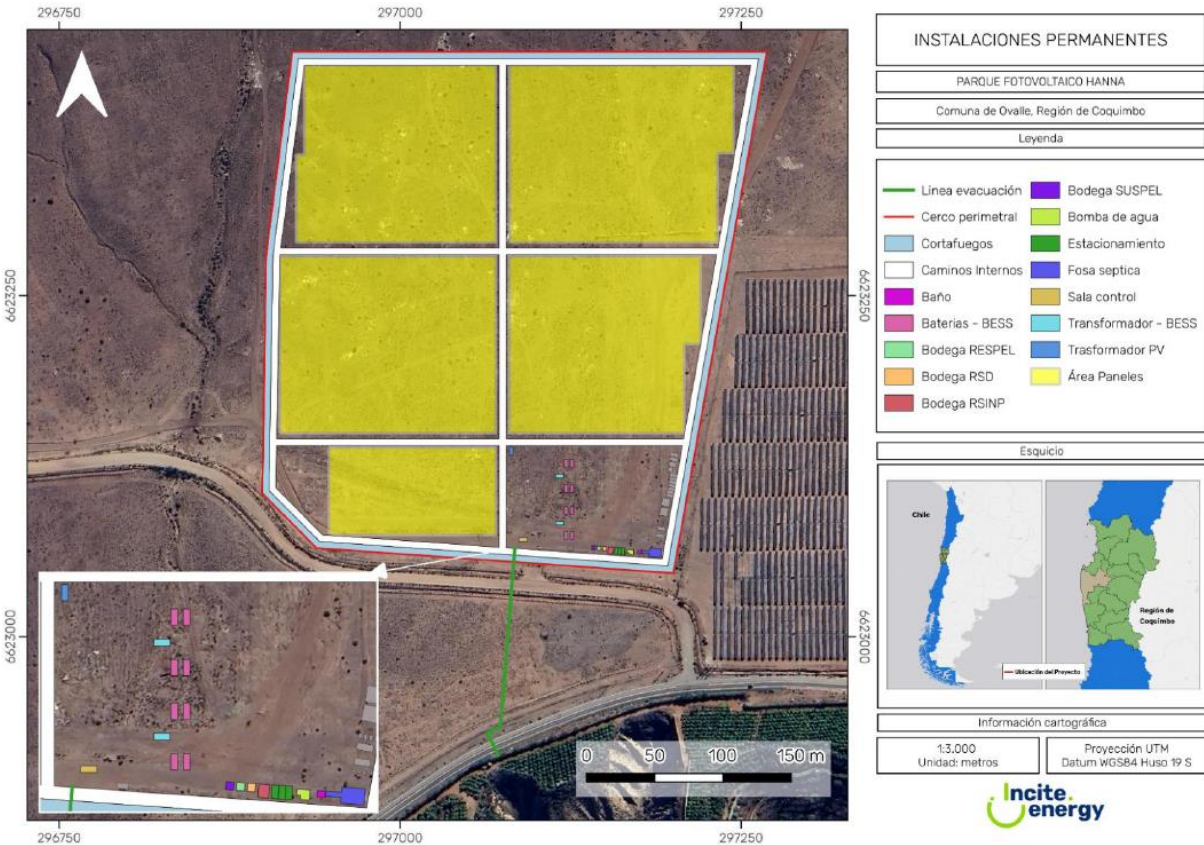 296750
297000
297250
6623250
6623000
6623250
6623000
0 50 100 150 m
296750
297000
297250
INSTALACIONES PERMANENTES
PARQUE FOTOVOLTAICO HANNA
Comuna de Ovalle, Región de Coquimbo
Leyenda
Línea evacuación
Cerco perimetral
Cortafuegos
Caminos Internos
Baño
Baterias - BESS
Bodega RESPEL
Bodega RSD
Bodega RSINP
Bodega SUSPEL
Bomba de agua
Estacionamiento
Fosa septica
Sala control
Transformador - BESS
Trasformador PV
Área Paneles
Esquicio
Chile
Región de
Coquimbo
Ubicación del Proyecto
Información cartográfica
1:3.000
Unidad: metros
Proyección UTM
Datum WGS84 Huso 19 S
Incite
energy